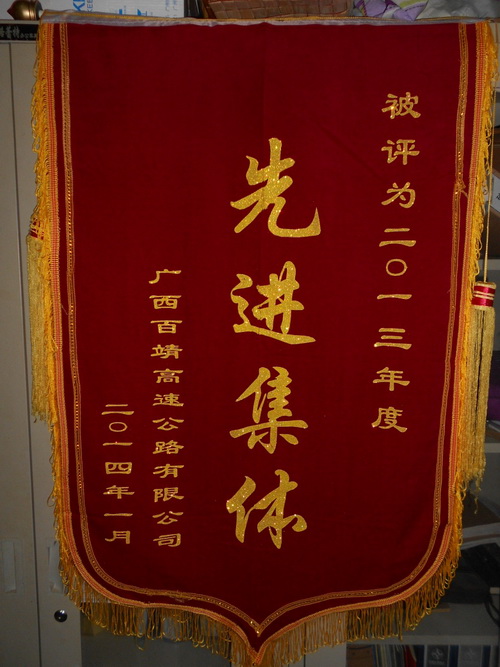 被评为二〇一三年度
先进集体
广西百靖高速公路有限公司
二〇一四年一月